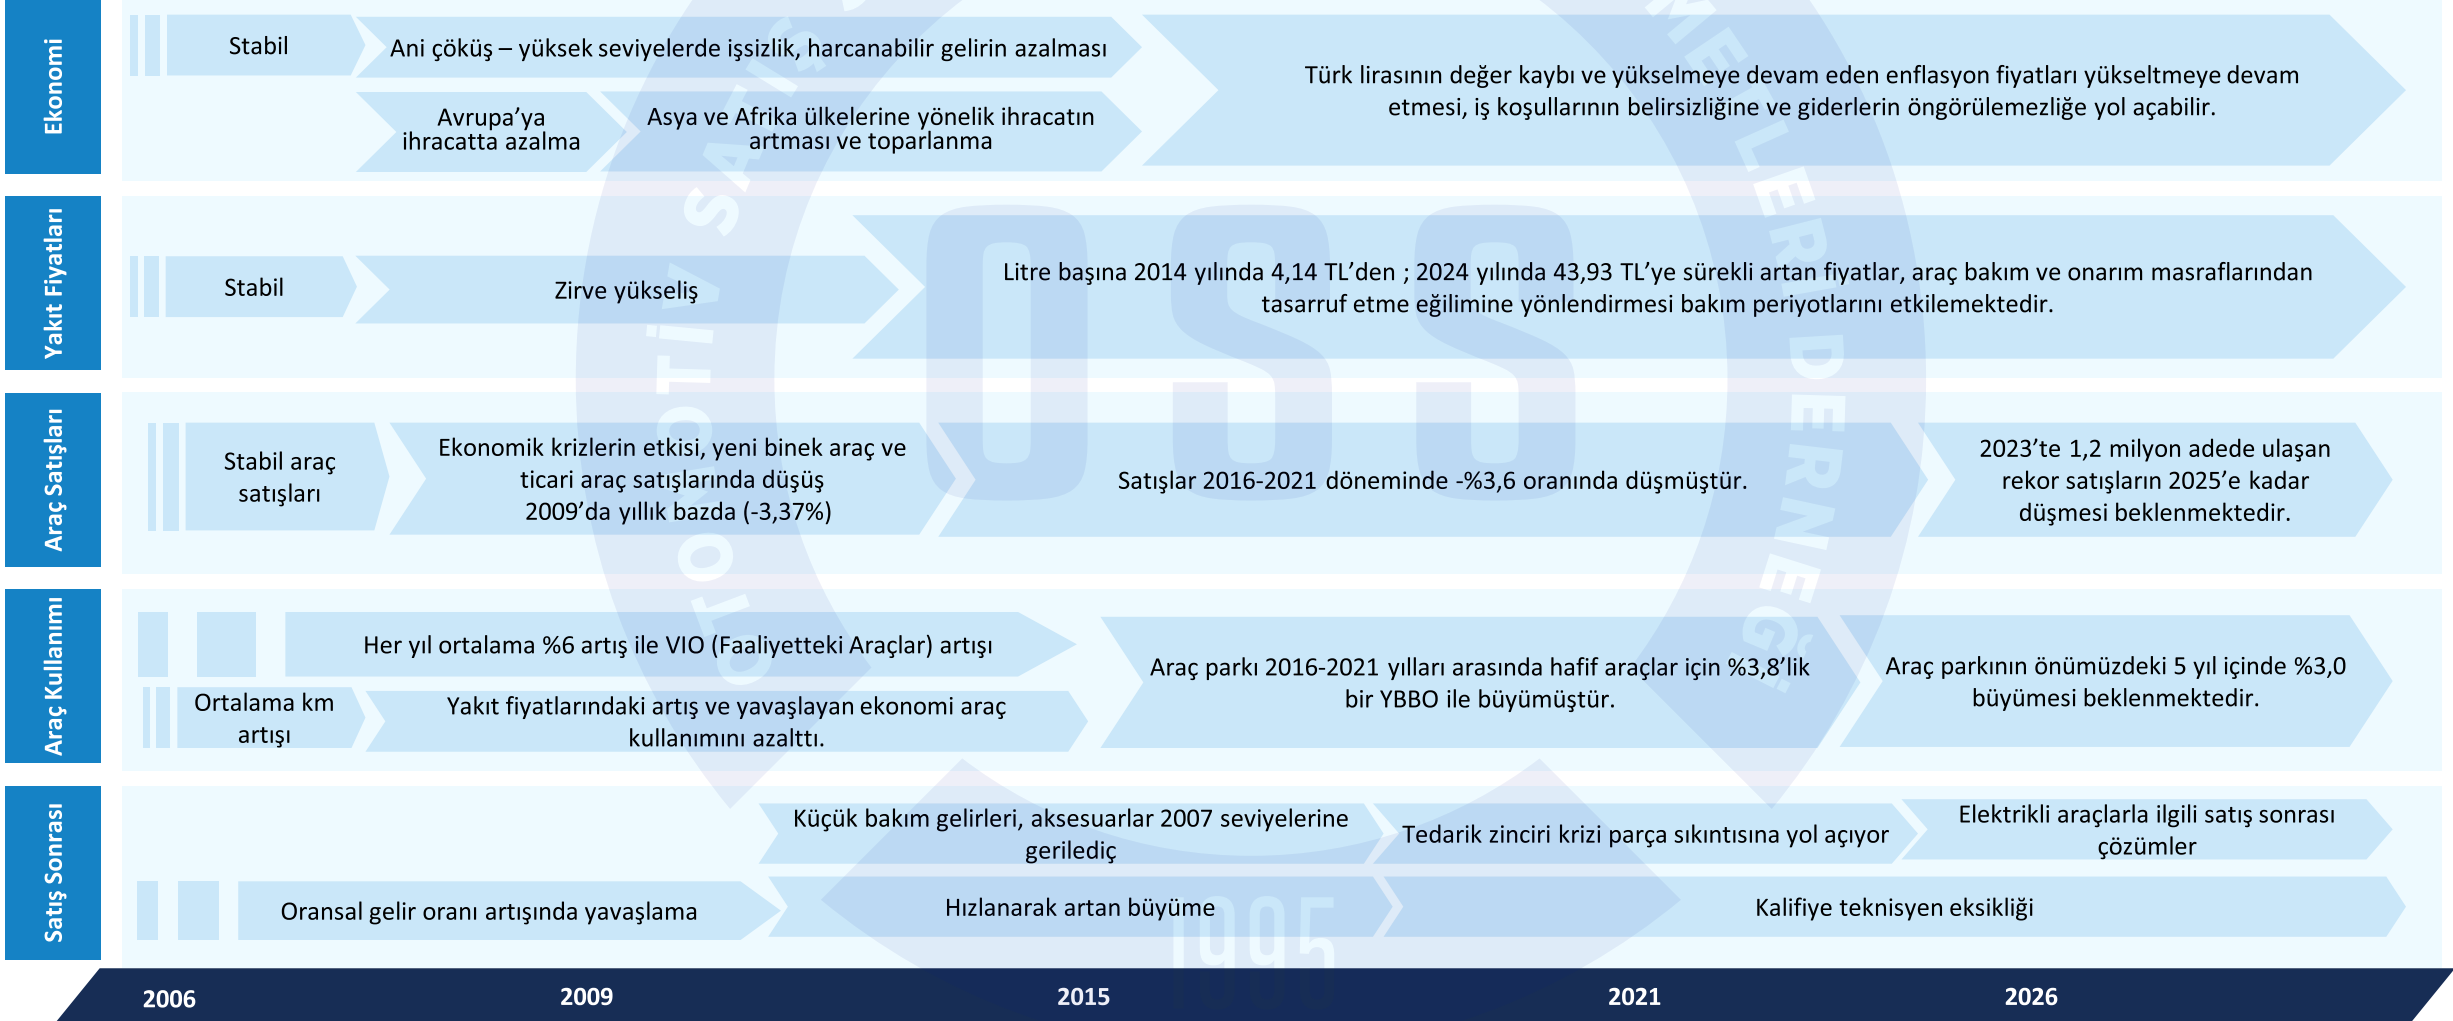 Ekonomi
Stabil
Ani çöküş – yüksek seviyelerde işsizlik, harcanabilir gelirin azalması
Avrupa’ya
ihracatta azalma
Asya ve Afrika ülkelerine yönelik ihracatın
artması ve toparlanma
Türk lirasının değer kaybı ve yükselmeye devam eden enflasyon fiyatları yükseltmeye devam
etmesi, iş koşullarının belirsizliğine ve giderlerin öngörülemezliğe yol açabilir.
Yakıt Fiyatları
Stabil
Zirve yükseliş
Litre başına 2014 yılında 4,14 TL’den ; 2024 yılında 43,93 TL’ye sürekli artan fiyatlar, araç bakım ve onarım masraflarından
tasarruf etme eğilimine yönlendirmesi bakım periyotlarını etkilemektedir.
Araç Satışları
Stabil araç
satışları
Ekonomik krizlerin etkisi, yeni binek araç ve
ticari araç satışlarında düşüş
2009’da yıllık bazda (-3,37%)
Satışlar 2016-2021 döneminde -%3,6 oranında düşmüştür.
2023’te 1,2 milyon adede ulaşan
rekor satışların 2025’e kadar
düşmesi beklenmektedir.
Araç Kullanımı
Her yıl ortalama %6 artış ile VIO (Faaliyetteki Araçlar) artışı
Ortalama km
artışı
Yakıt fiyatlarındaki artış ve yavaşlayan ekonomi araç
kullanımını azalttı.
Araç parkı 2016-2021 yılları arasında hafif araçlar için %3,8’lik
bir YBBO ile büyümüştür.
Araç parkının önümüzdeki 5 yıl içinde %3,0
büyümesi beklenmektedir.
Satış Sonrası
Küçük bakım gelirleri, aksesuarlar 2007 seviyelerine
gerilediç
Tedarik zinciri krizi parça sıkıntısına yol açıyor
Elektrikli araçlarla ilgili satış sonrası
çözümler
Oransal gelir oranı artışında yavaşlama
Hızlanarak artan büyüme
Kalifiye teknisyen eksikliği
2006
2009
2015
2021
2026
OSS
1995
OTOMOTİV SATIŞ
DERNEĞİ